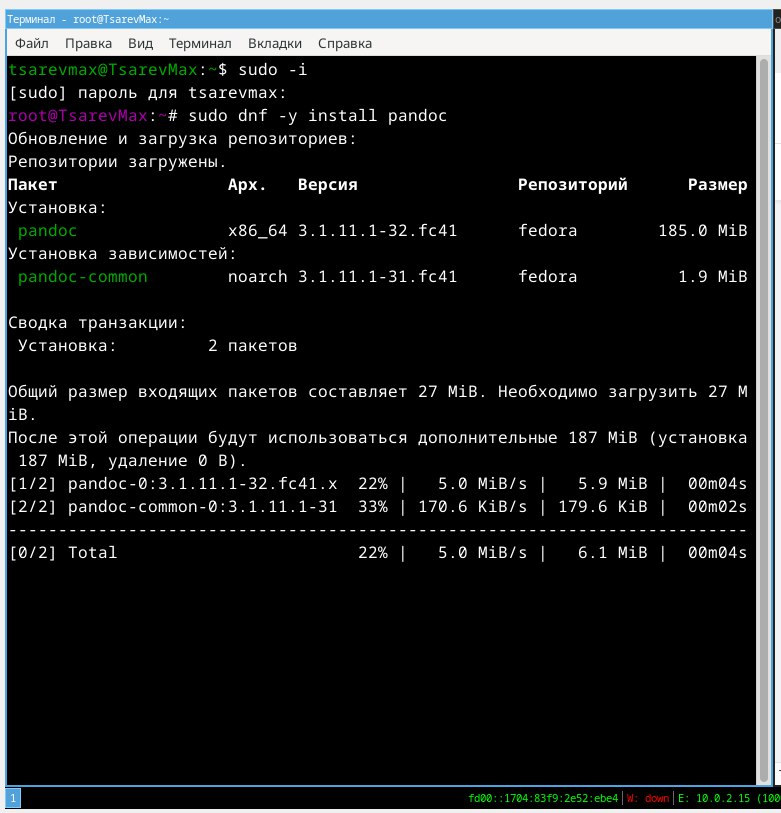 Терминал - root@TsarevMax:~
Файл Правка Вид Терминал Вкладки Справка
tsarevmax@TsarevMax:~$ sudo -i
[sudo] пароль для tsarevmax:
root@TsarevMax:~# sudo dnf -y install pandoc
Обновление и загрузка репозиториев:
Репозитории загружены.
Пакет Арх. Версия Репозиторий Размер
Установка:
pandoc x86_64 3.1.11.1-32.fc41 fedora 185.0 MiB
Установка зависимостей:
pandoc-common noarch 3.1.11.1-31.fc41 fedora 1.9 MiB
Сводка транзакции:
Установка: 2 пакетов
Общий размер входящих пакетов составляет 27 MiB. Необходимо загрузить 27 M
iB.
После этой операции будут использоваться дополнительные 187 MiB (установка
187 MiB, удаление 0 B).
[1/2] pandoc-0:3.1.11.1-32.fc41.x 22% | 5.0 MiB/s | 5.9 MiB | 00m04s
[2/2] pandoc-common-0:3.1.11.1-31 33% | 170.6 KiB/s | 179.6 KiB | 00m02s
--------------------------------------------------------------------------
[0/2] Total 22% | 5.0 MiB/s | 6.1 MiB | 00m04s
1 fd00::1704:83f9:2e52:ebe4 | W: down | E: 10.0.2.15 (100